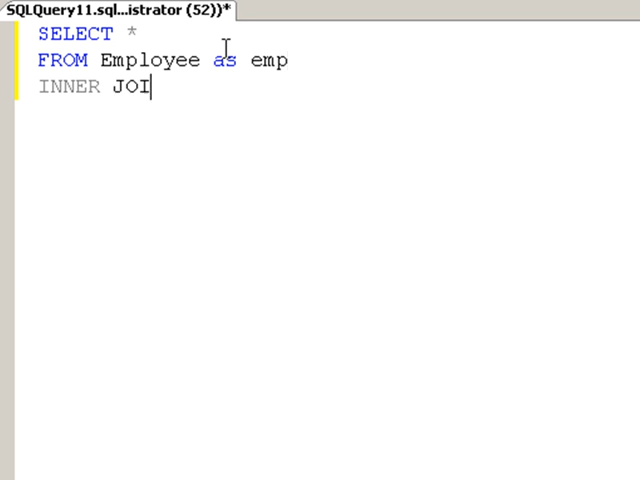 SQLQuery11.sql...istrator (52))*
SELECT *
FROM Employee as emp
INNER JOI